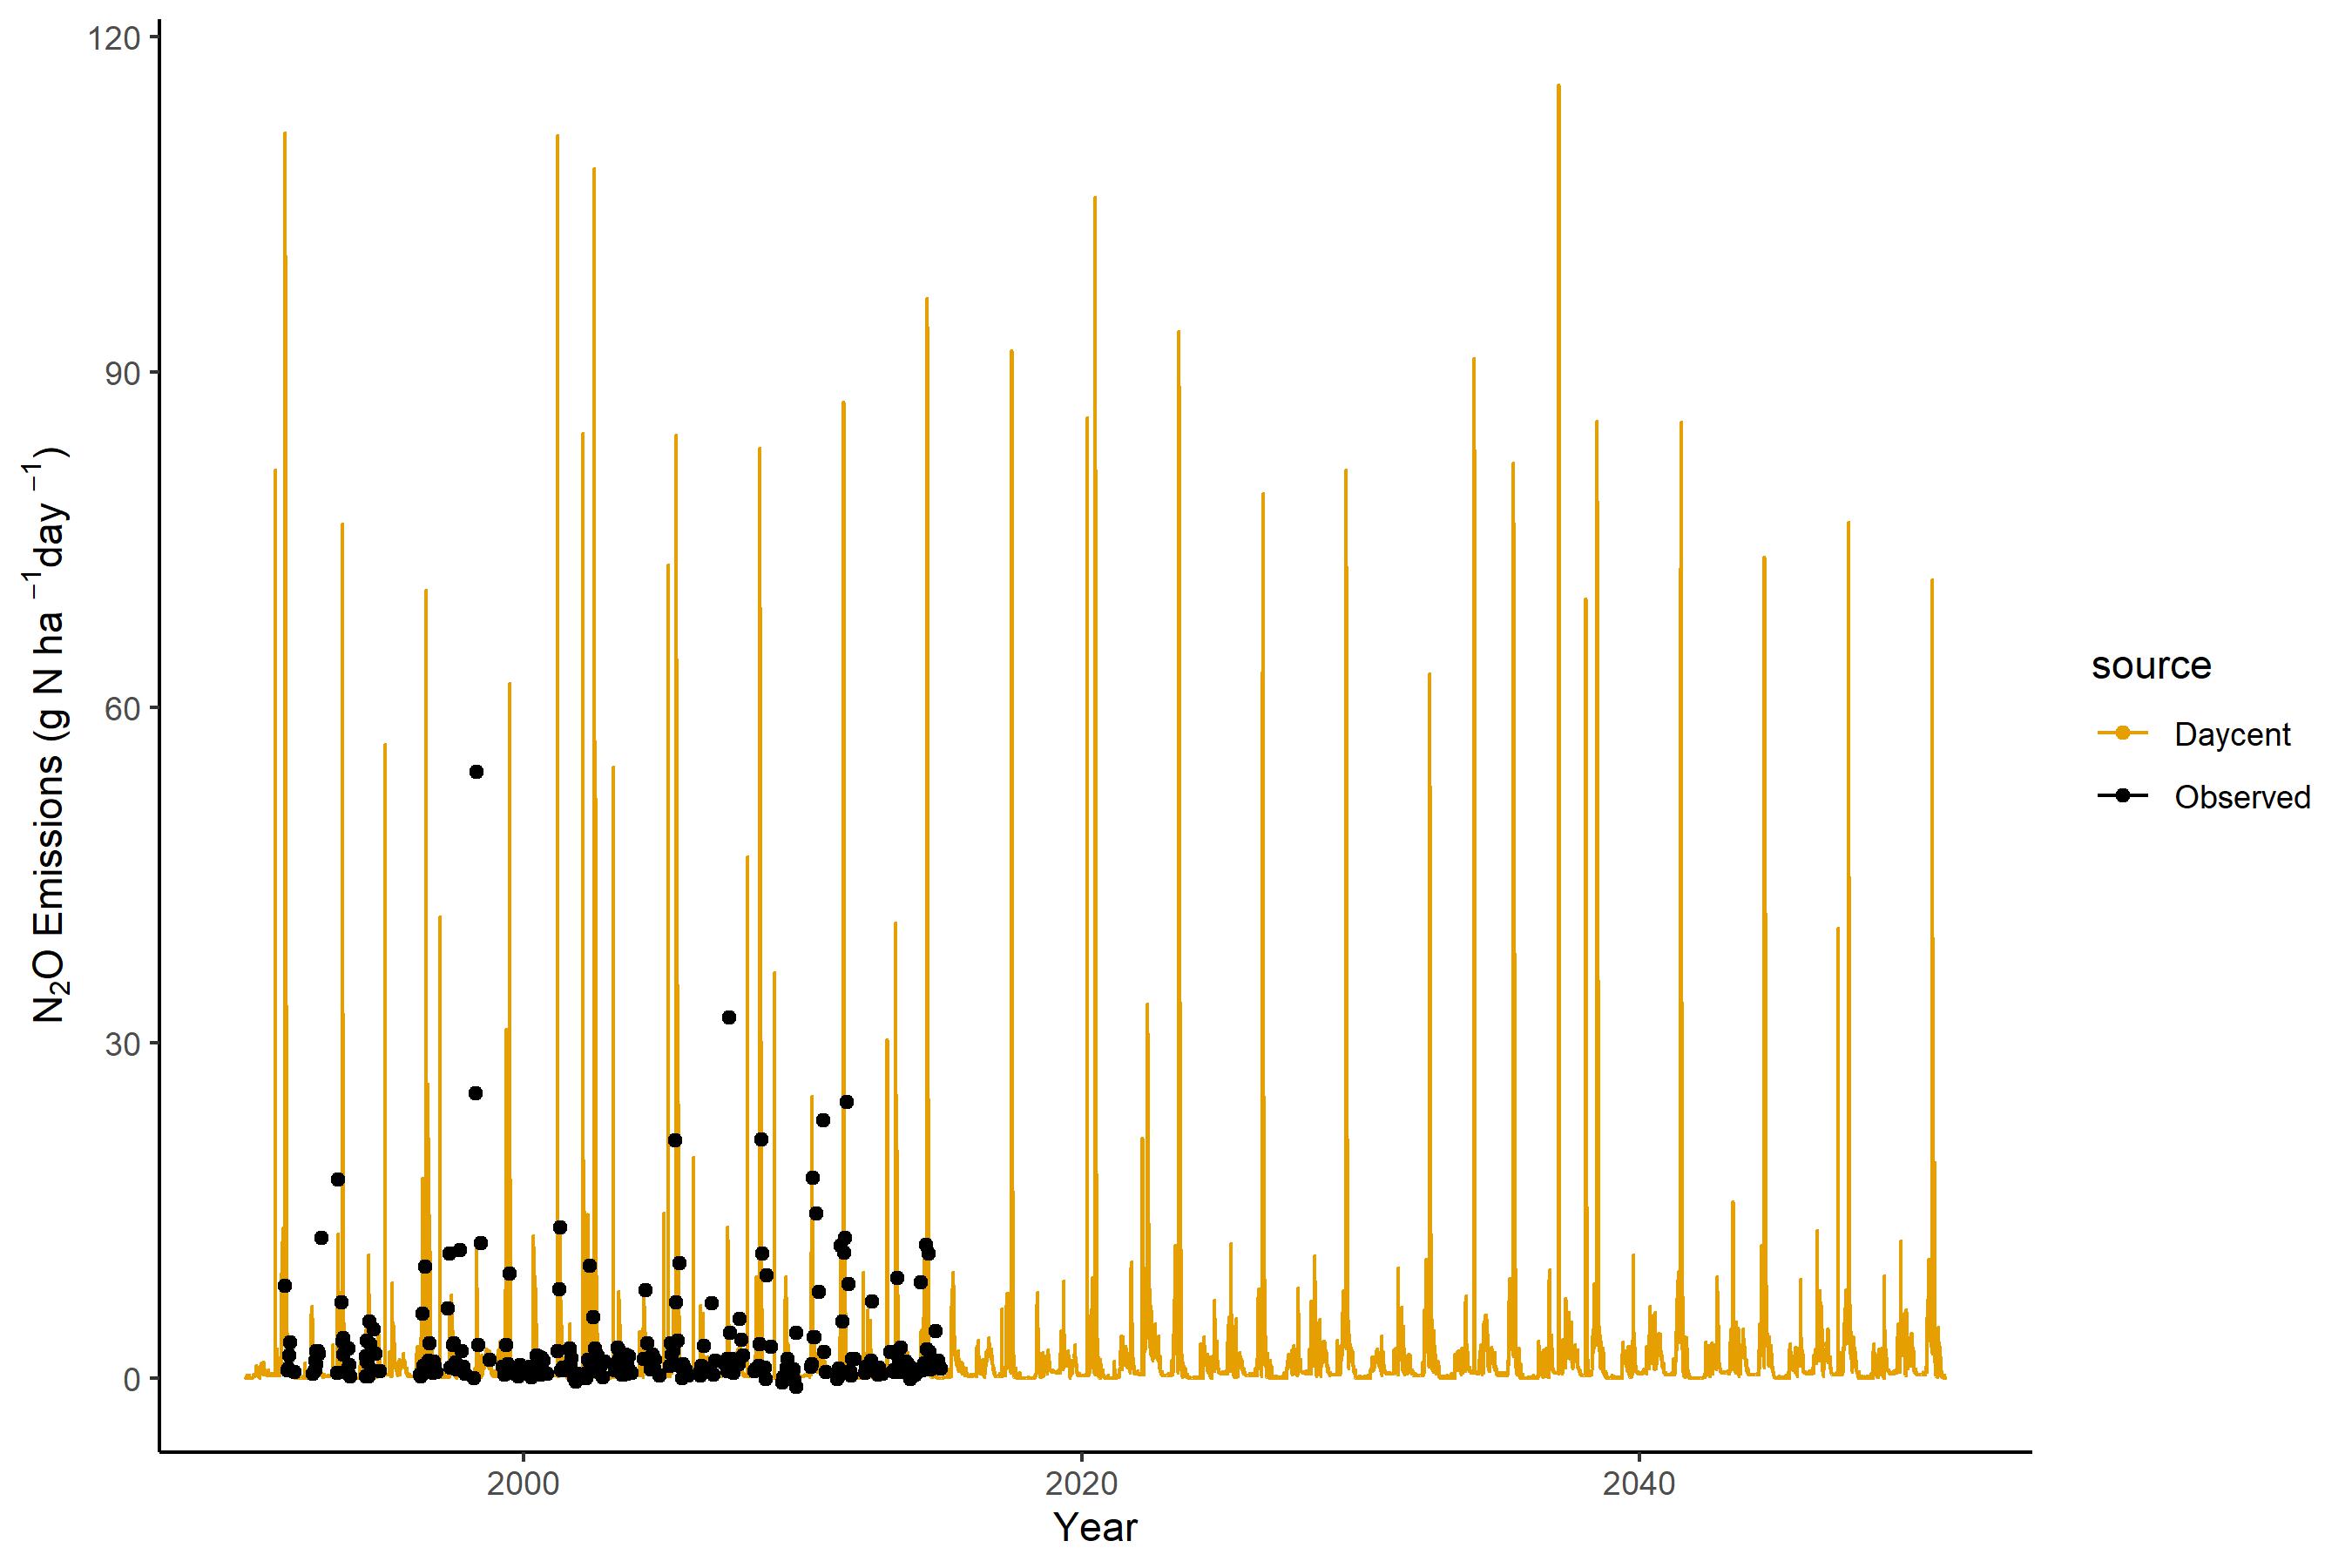 120
90
60
30
0
N₂O Emissions (g N ha ⁻¹day ⁻¹)
2000 2020 2040
Year
source
Daycent
Observed